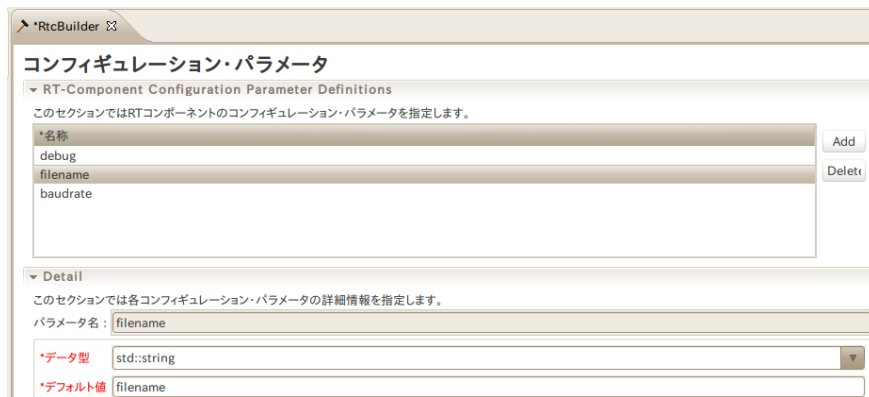 *RtcBuilder
コンフィギュレーション・パラメータ
RT-Component Configuration Parameter Definitions
このセクションではRTコンポーネントのコンフィギュレーション・パラメータを指定します。
*名称
Add
debug
filename
Delete
baudrate
Detail
このセクションでは各コンフィギュレーション・パラメータの詳細情報を指定します。
パラメータ名： filename
*データ型 std::string
*デフォルト値 filename